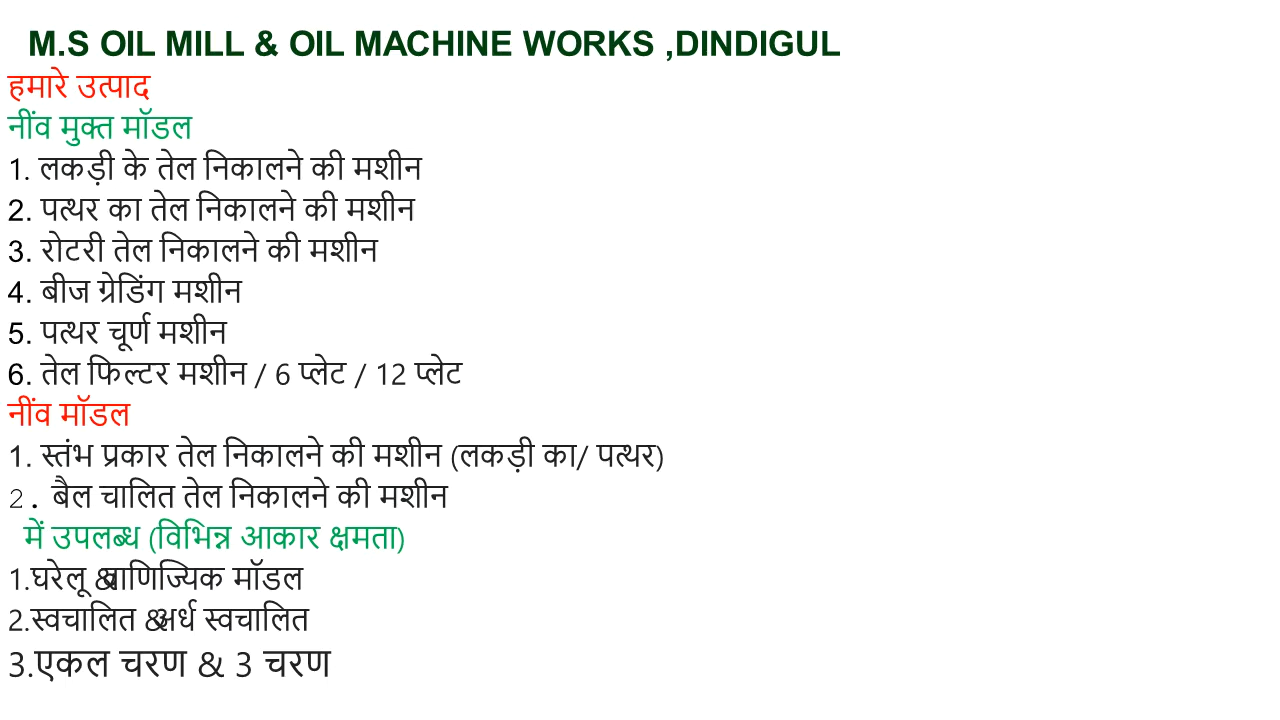 M.S OIL MILL & OIL MACHINE WORKS ,DINDIGUL
हमारे उत्पाद
नींव मुक्त मॉडल
1. लकड़ी के तेल निकालने की मशीन
2. पत्थर का तेल निकालने की मशीन
3. रोटरी तेल निकालने की मशीन
4. बीज ग्रेडिंग मशीन
5. पत्थर चूर्ण मशीन
6. तेल फिल्टर मशीन / 6 प्लेट / 12 प्लेट
नींव मॉडल
1. स्तंभ प्रकार तेल निकालने की मशीन (लकड़ी का/ पत्थर)
2. बैल चालित तेल निकालने की मशीन
में उपलब्ध (विभिन्न आकार क्षमता)
1.घरेलू &वाणिज्यिक मॉडल
2.स्वचालित &अर्ध स्वचालित
3.एकल चरण & 3 चरण